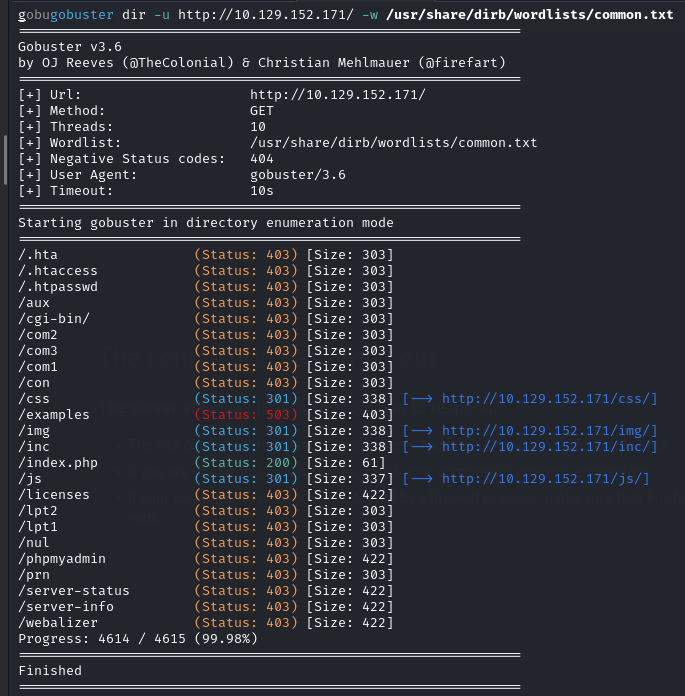 gobugobuster dir -u http://10.129.152.171/ -w /usr/share/dirb/wordlists/common.txt
===============================================================
Gobuster v3.6
by OJ Reeves (@TheColonial) & Christian Mehlmauer (@firefart)
===============================================================
[+] Url:                     http://10.129.152.171/
[+] Method:                  GET
[+] Threads:                 10
[+] Wordlist:                /usr/share/dirb/wordlists/common.txt
[+] Negative Status codes:   404
[+] User Agent:              gobuster/3.6
[+] Timeout:                 10s
===============================================================
Starting gobuster in directory enumeration mode
===============================================================
/.hta                 (Status: 403) [Size: 303]
/.htaccess            (Status: 403) [Size: 303]
/.htpasswd            (Status: 403) [Size: 303]
/aux                  (Status: 403) [Size: 303]
/cgi-bin/             (Status: 403) [Size: 303]
/com2                 (Status: 403) [Size: 303]
/com3                 (Status: 403) [Size: 303]
/com1                 (Status: 403) [Size: 303]
/con                  (Status: 403) [Size: 303]
/css                  (Status: 301) [Size: 338] [--> http://10.129.152.171/css/]
/examples             (Status: 503) [Size: 403]
/img                  (Status: 301) [Size: 338] [--> http://10.129.152.171/img/]
/inc                  (Status: 301) [Size: 338] [--> http://10.129.152.171/inc/]
/index.php            (Status: 200) [Size: 61]
/js                   (Status: 301) [Size: 337] [--> http://10.129.152.171/js/]
/licenses             (Status: 403) [Size: 422]
/lpt2                 (Status: 403) [Size: 303]
/lpt1                 (Status: 403) [Size: 303]
/nul                  (Status: 403) [Size: 303]
/phpmyadmin           (Status: 403) [Size: 422]
/prn                  (Status: 403) [Size: 303]
/server-status        (Status: 403) [Size: 422]
/server-info          (Status: 403) [Size: 422]
/webalizer            (Status: 403) [Size: 422]
Progress: 4614 / 4615 (99.98%)
===============================================================
Finished
===============================================================